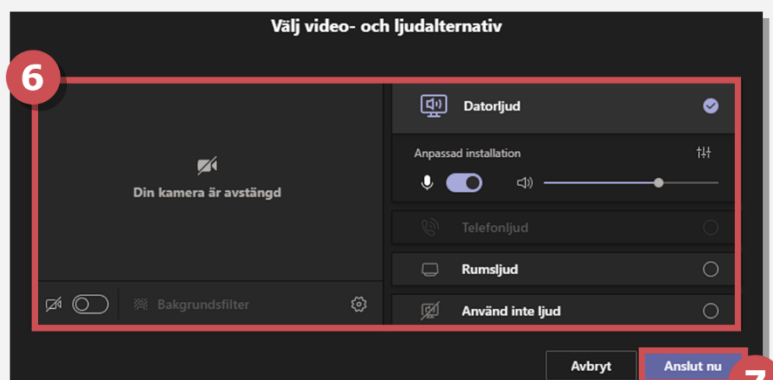 Välj video- och ljudalternativ
6
Datorljud
Anpassad installation
Din kamera är avstängd
Telefonljud
Rumsljud
Bakgrundsfilter
Använd inte ljud
Avbryt
Anslut nu
7